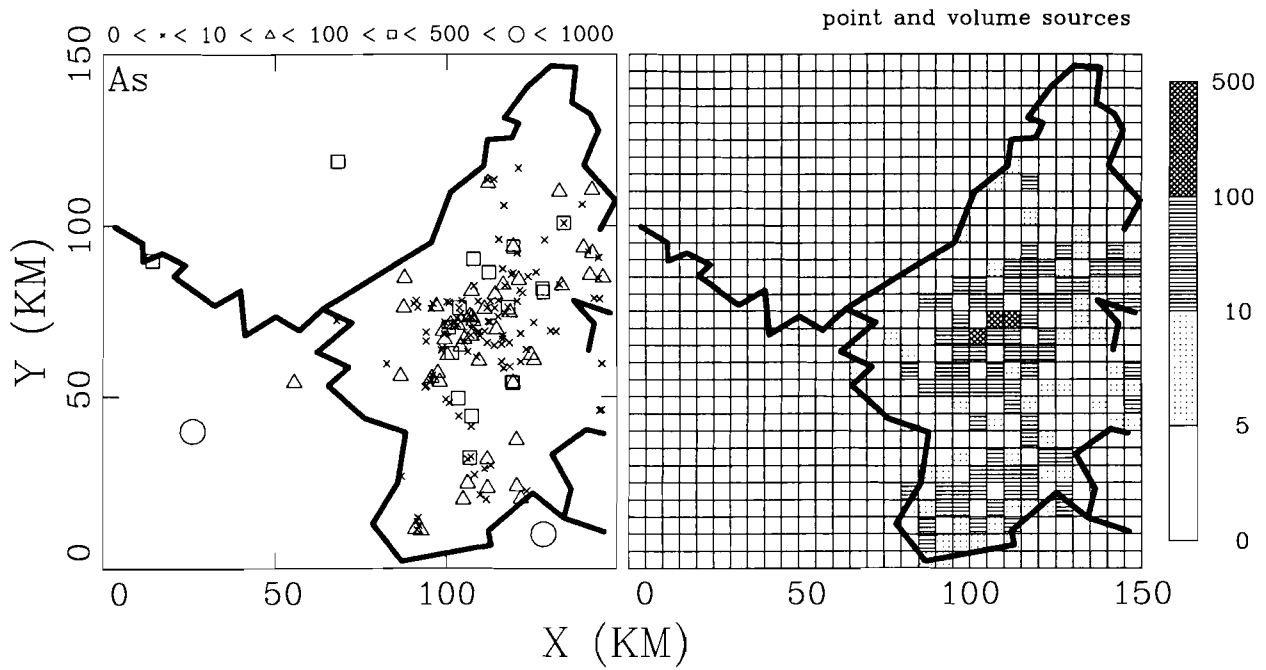 point and volume sources
0 < × < 10 < △ < 100 < □ < 500 < ○ < 1000
As
150
100
50
0
Y (KM)
0 50 100
0 50 100 150
X (KM)
500
100
10
5
0